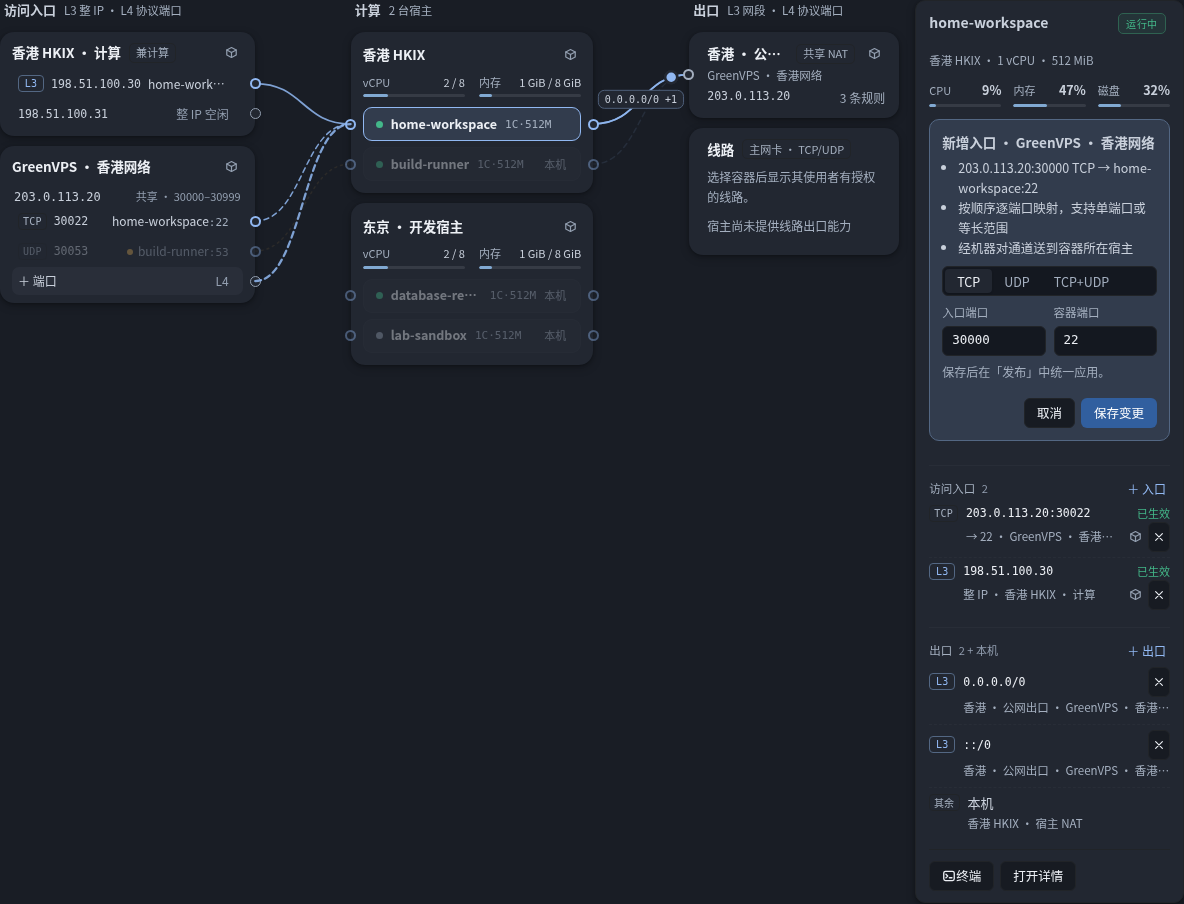 访问入口 L3 整 IP · L4 协议端口
香港 HKIX · 计算 兼计算
L3 198.51.100.30 home-work···
198.51.100.31 整 IP 空闲
GreenVPS · 香港网络
203.0.113.20 共享 · 30000–30999
TCP 30022 home-workspace:22
UDP 30053 build-runner:53
+ 端口 L4
计算 2 台宿主
香港 HKIX
vCPU 2 / 8 内存 1 GiB / 8 GiB
home-workspace 1C·512M
build-runner 1C·512M 本机
东京 · 开发宿主
vCPU 2 / 8 内存 1 GiB / 8 GiB
database-re··· 1C·512M 本机
lab-sandbox 1C·512M 本机
0.0.0.0/0 +1
出口 L3 网段 · L4 协议端口
香港 · 公··· 共享 NAT
GreenVPS · 香港网络
203.0.113.20 3 条规则
线路 主网卡 · TCP/UDP
选择容器后显示其使用者有授权
的线路。
宿主尚未提供线路出口能力
home-workspace 运行中
香港 HKIX · 1 vCPU · 512 MiB
CPU 9% 内存 47% 磁盘 32%
新增入口 · GreenVPS · 香港网络
• 203.0.113.20:30000 TCP → home-
workspace:22
• 按顺序逐端口映射，支持单端口或
等长范围
• 经机器对通道送到容器所在宿主
TCP UDP TCP+UDP
入口端口 容器端口
30000 22
保存后在「发布」中统一应用。
取消 保存变更
访问入口 2 + 入口
TCP 203.0.113.20:30022 已生效
→ 22 · GreenVPS · 香港···
L3 198.51.100.30 已生效
整 IP · 香港 HKIX · 计算
出口 2 + 本机 + 出口
L3 0.0.0.0/0
香港 · 公网出口 · GreenVPS · 香港···
L3 ::/0
香港 · 公网出口 · GreenVPS · 香港···
其余 本机
香港 HKIX · 宿主 NAT
终端 打开详情